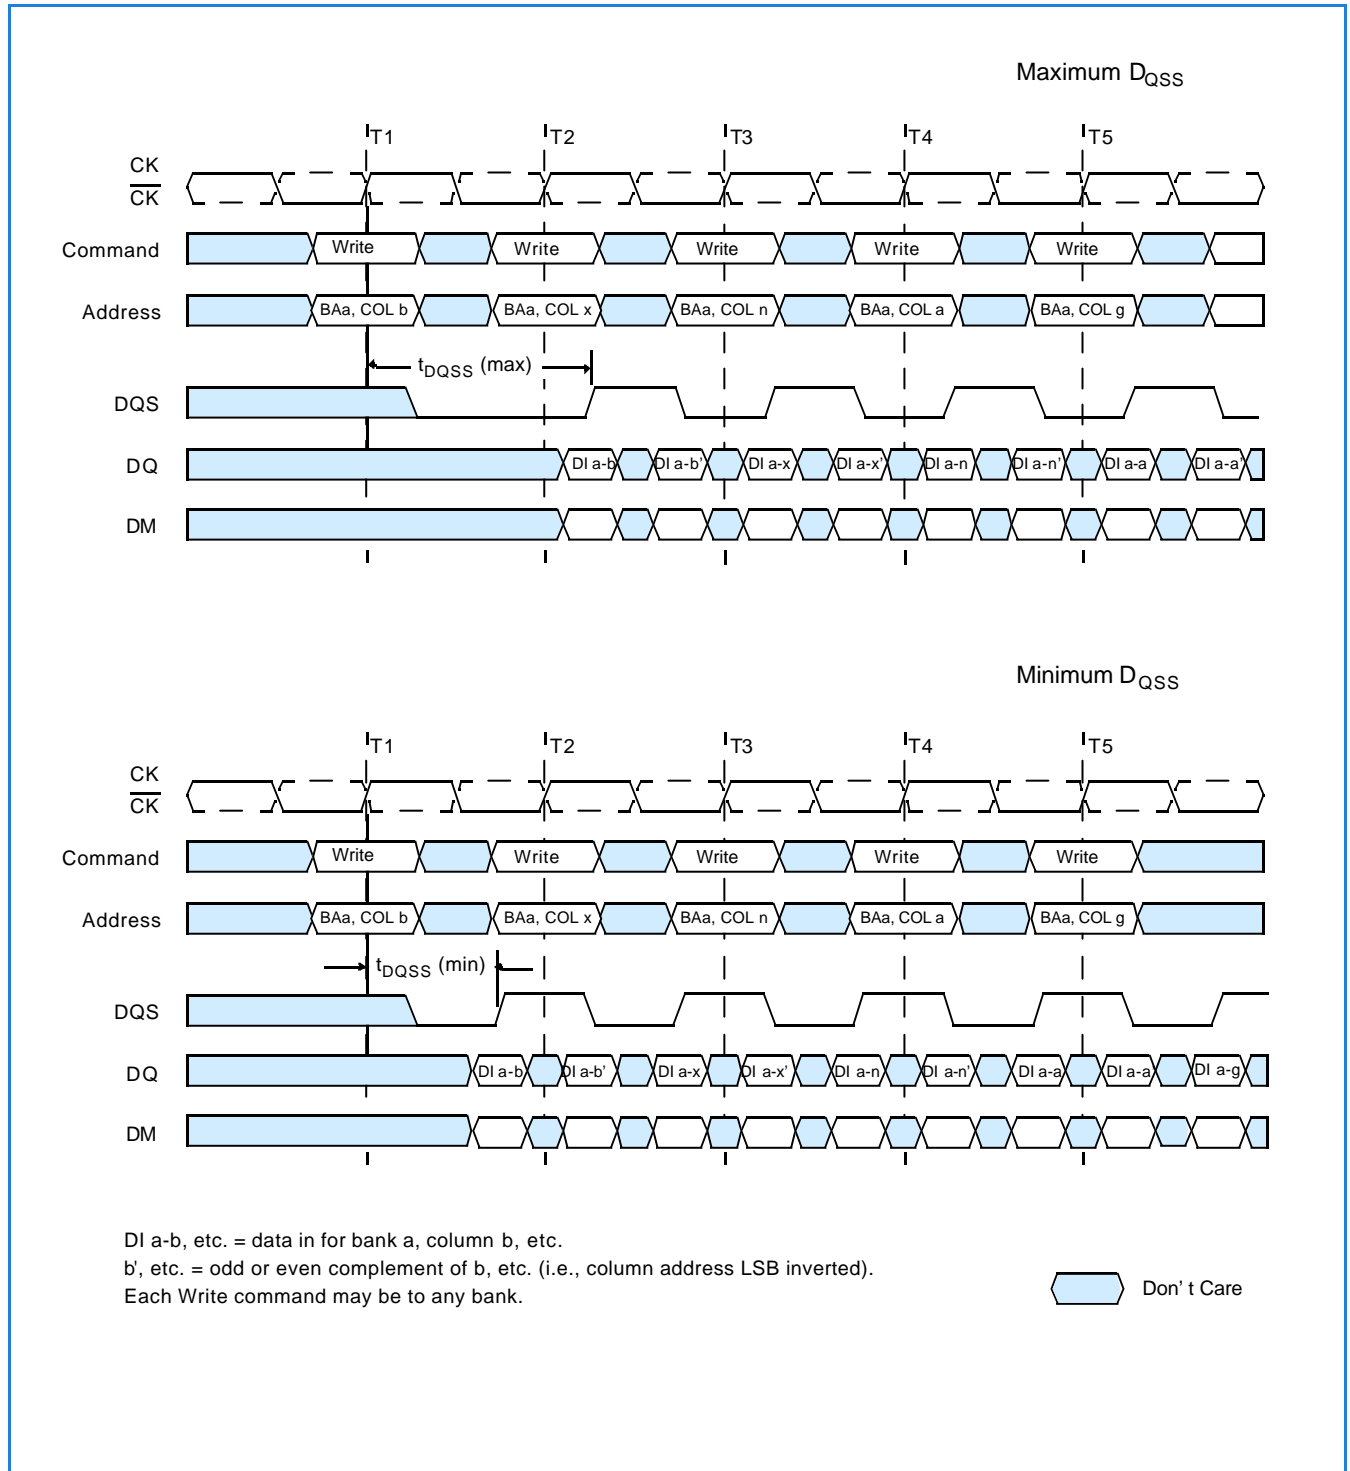 Maximum DQSS
T1 T2 T3 T4 T5
CK
CK
Command Write Write Write Write Write
Address BAa, COL b BAa, COL x BAa, COL n BAa, COL a BAa, COL g
tDQSS (max)
DQS
DQ DI a-b DI a-b' DI a-x DI a-x' DI a-n DI a-n' DI a-a DI a-a'
DM
Minimum DQSS
T1 T2 T3 T4 T5
CK
CK
Command Write Write Write Write Write
Address BAa, COL b BAa, COL x BAa, COL n BAa, COL a BAa, COL g
tDQSS (min)
DQS
DQ DI a-b DI a-b' DI a-x DI a-x' DI a-n DI a-n' DI a-a DI a-a' DI a-g
DM
DI a-b, etc. = data in for bank a, column b, etc.
b', etc. = odd or even complement of b, etc. (i.e., column address LSB inverted).
Each Write command may be to any bank.
Don' t Care